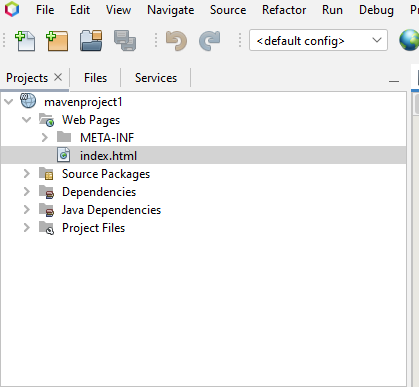 File Edit View Navigate Source Refactor Run Debug
<default config>
Projects Files Services
mavenproject1
Web Pages
META-INF
index.html
Source Packages
Dependencies
Java Dependencies
Project Files